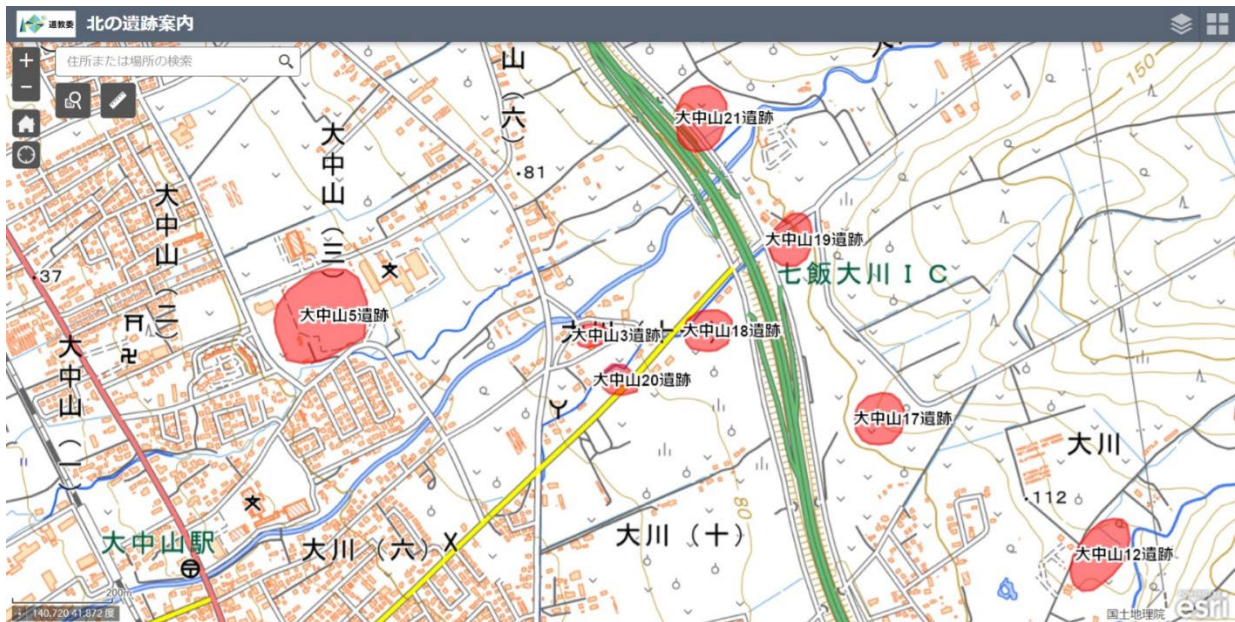 道教委 北の遺跡案内
住所または場所の検索
山(六)
150
大中山21遺跡
大中山(三)
81
大中山(二)
大中山19遺跡
37
七飯大川IC
大中山5遺跡
大中山3遺跡
大中山18遺跡
大中山20遺跡
大中山(一)
大中山17遺跡
大川
112
80
大中山駅
大川(六)
大川(十)
大中山12遺跡
200m
140.720 41.872 度
国土地理院
esri